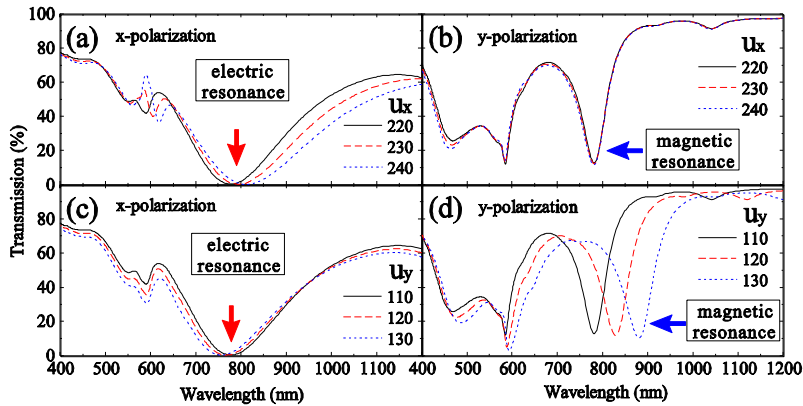 (a) x-polarization
electric
resonance
ux
220
230
240
(b) y-polarization
ux
220
230
240
magnetic
resonance
(c) x-polarization
electric
resonance
uy
110
120
130
(d) y-polarization
uy
110
120
130
magnetic
resonance
Transmission (%)
100
80
60
40
20
0
80
60
40
20
0
400 500 600 700 800 900 1000 1100
400 500 600 700 800 900 1000 1100 1200
Wavelength (nm)
Wavelength (nm)